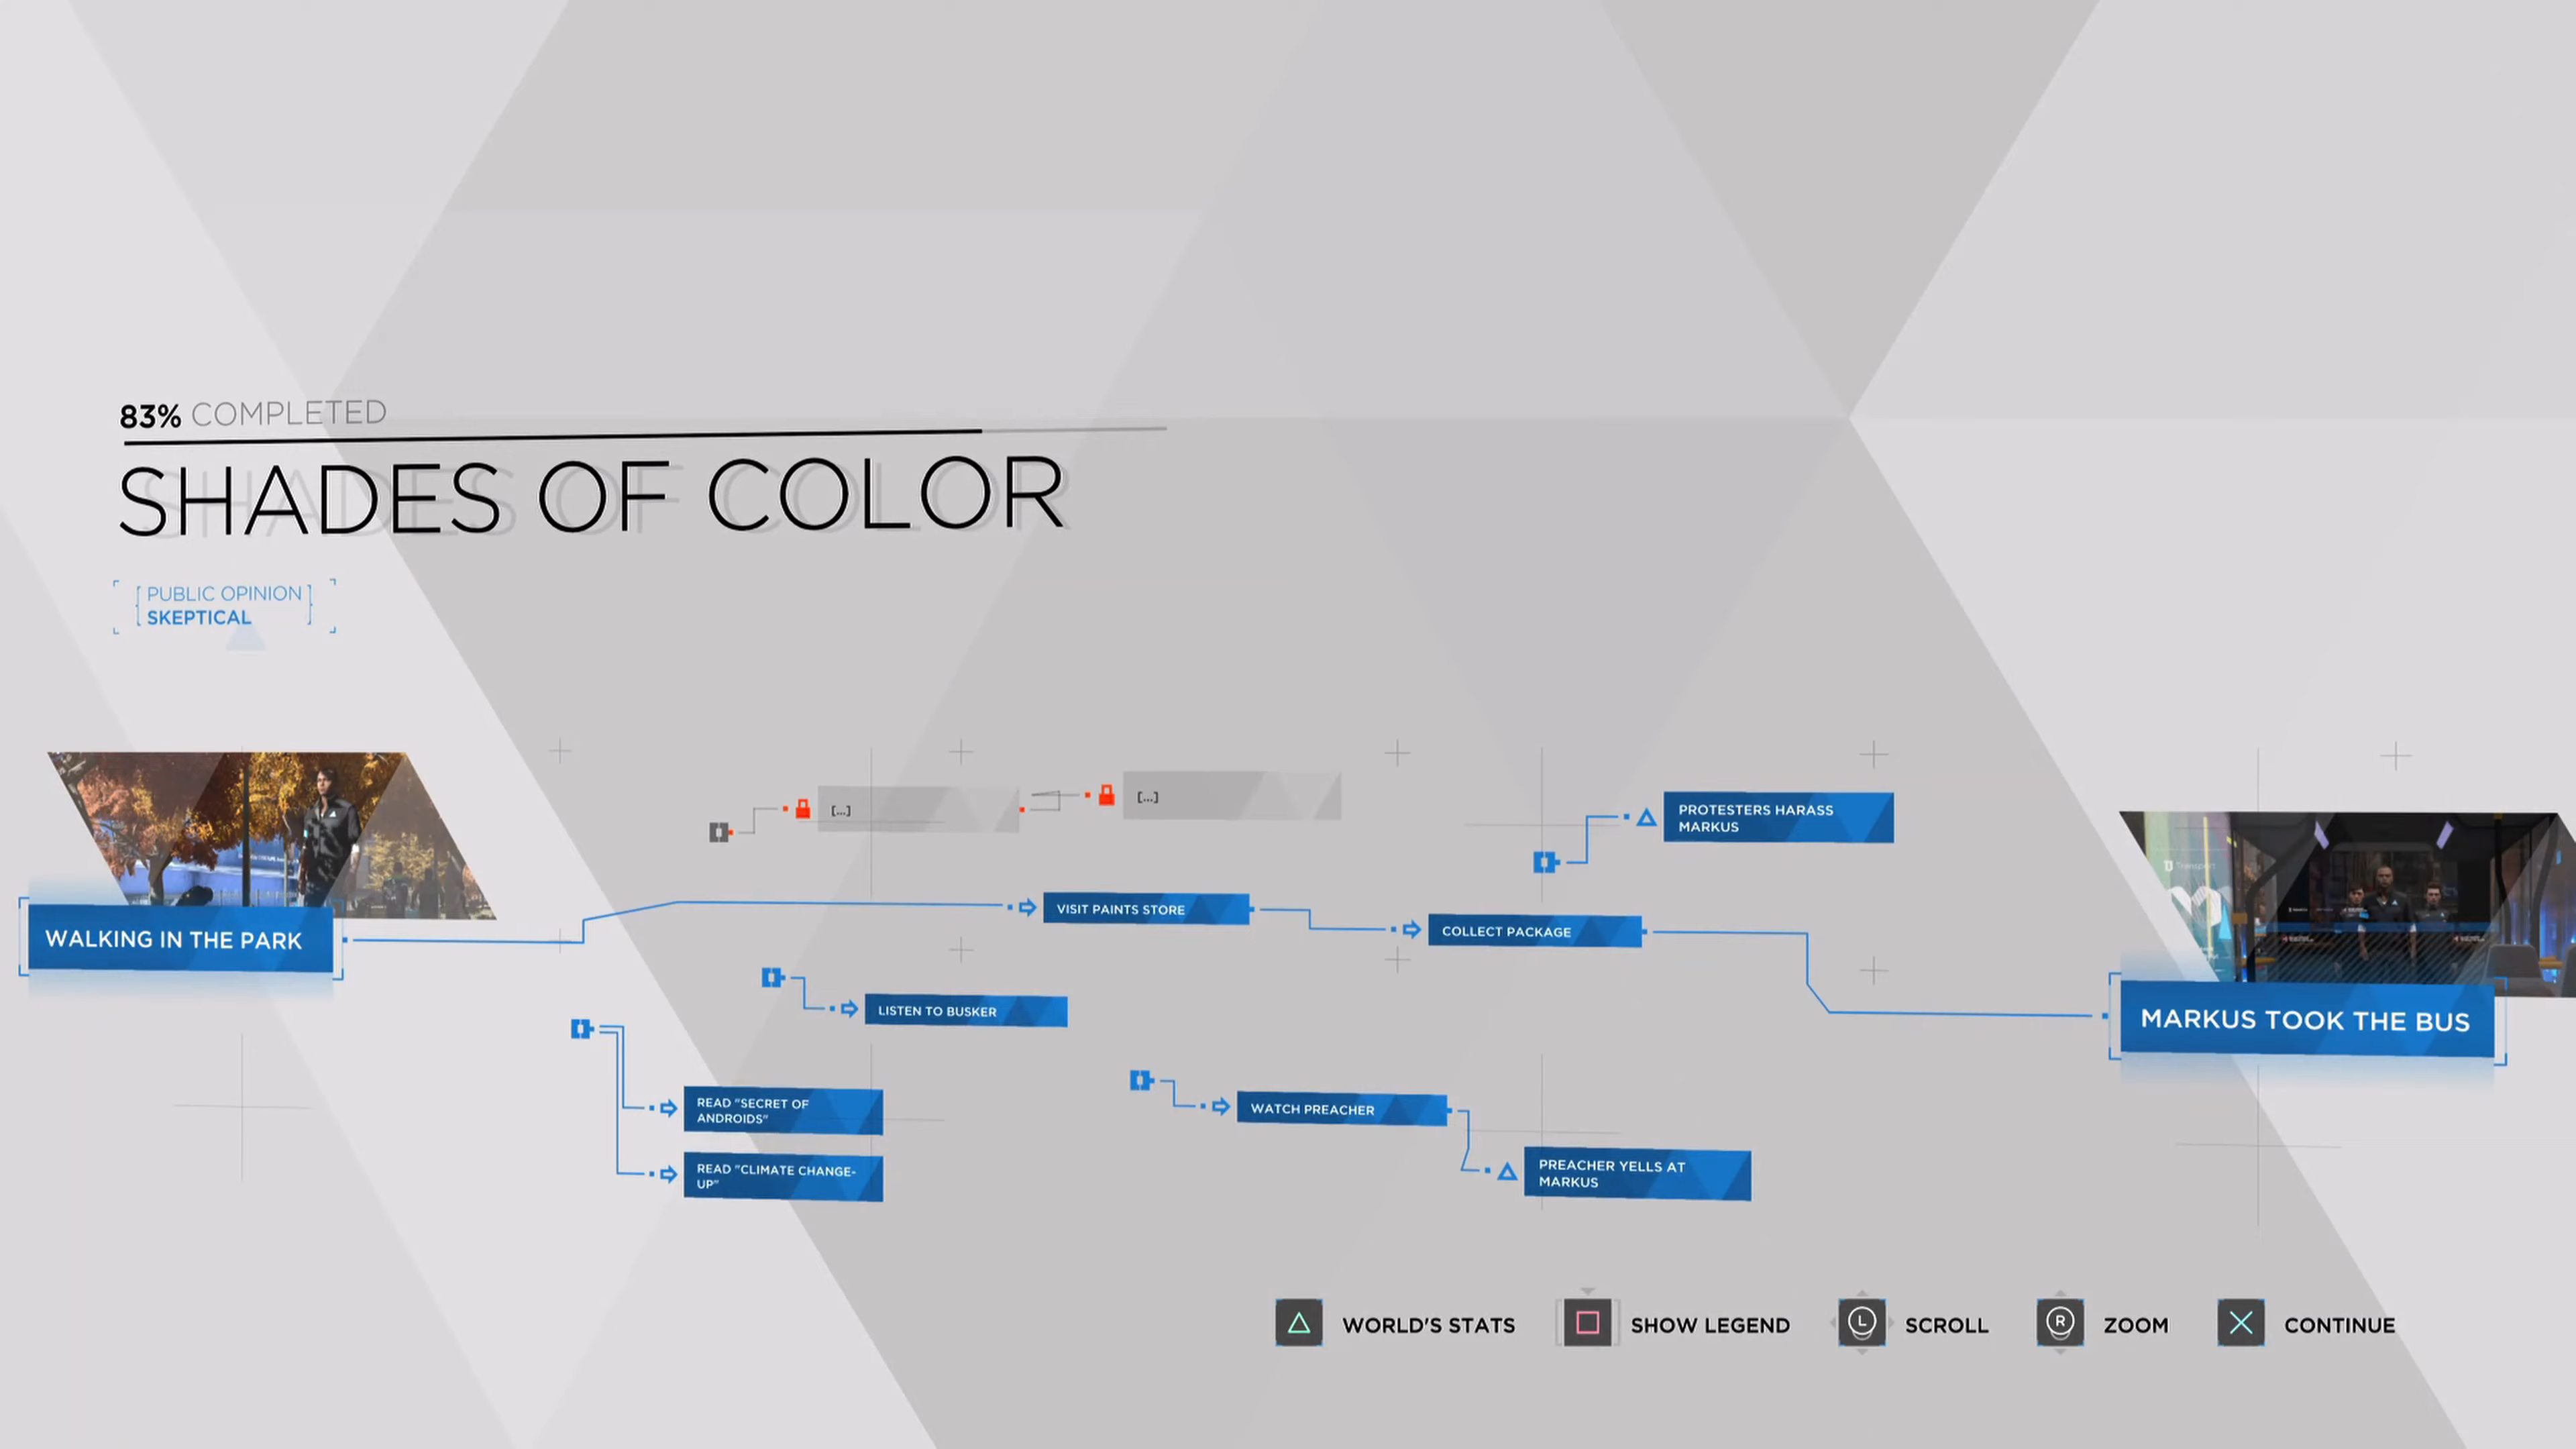 83% COMPLETED
SHADES OF COLOR
PUBLIC OPINION
SKEPTICAL
[...]
[...]
PROTESTERS HARASS
MARKUS
WALKING IN THE PARK
VISIT PAINTS STORE
COLLECT PACKAGE
LISTEN TO BUSKER
MARKUS TOOK THE BUS
READ "SECRET OF
ANDROIDS"
READ "CLIMATE CHANGE-
UP"
WATCH PREACHER
PREACHER YELLS AT
MARKUS
WORLD'S STATS
SHOW LEGEND
L
SCROLL
R
ZOOM
CONTINUE